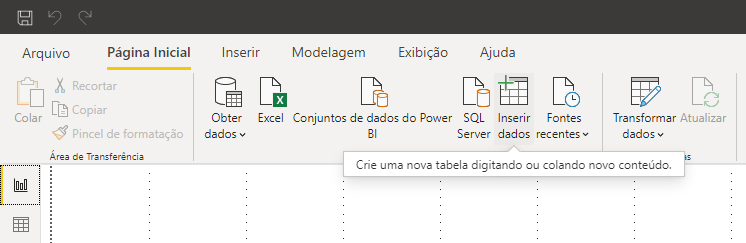 Arquivo Página Inicial Inserir Modelagem Exibição Ajuda
Colar
Recortar
Copiar
Pincel de formatação
Área de Transferência
Obter
dados
Excel
Conjuntos de dados do Power
BI
SQL
Server
Inserir
dados
Fontes
recentes
Transformar
dados
Atualizar
Crie uma nova tabela digitando ou colando novo conteúdo.